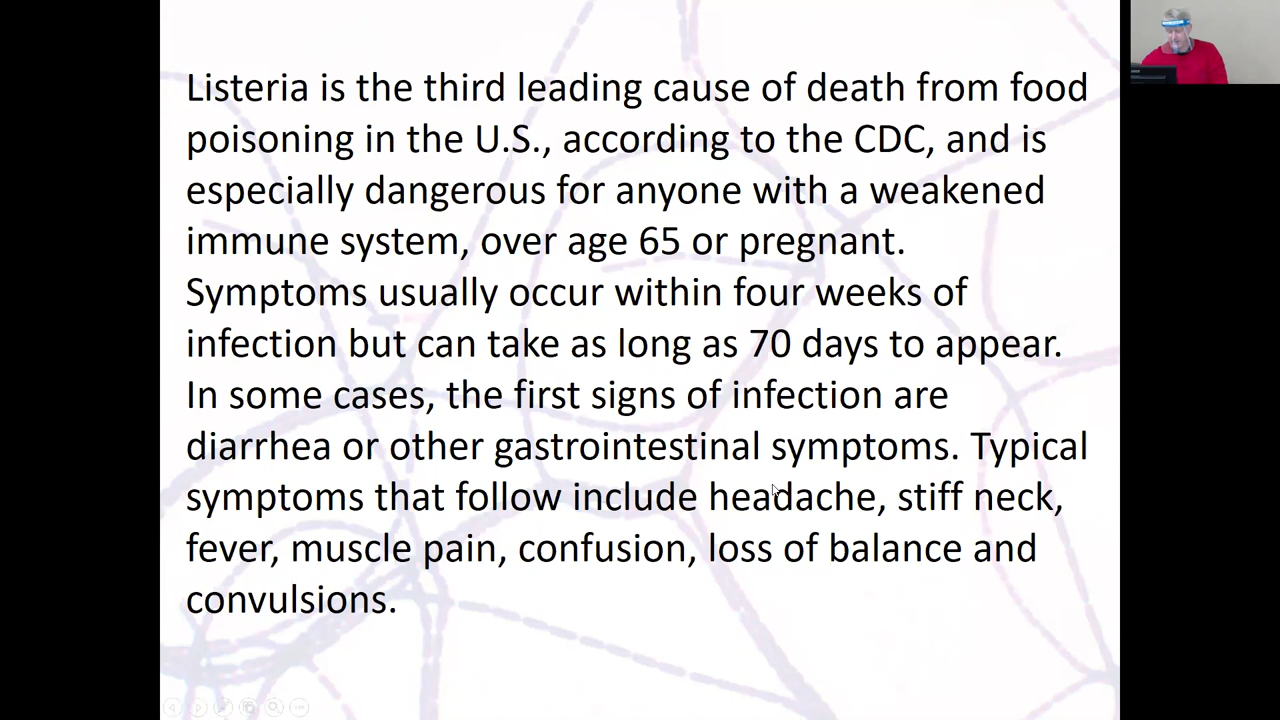 Listeria is the third leading cause of death from food
poisoning in the U.S., according to the CDC, and is
especially dangerous for anyone with a weakened
immune system, over age 65 or pregnant.
Symptoms usually occur within four weeks of
infection but can take as long as 70 days to appear.
In some cases, the first signs of infection are
diarrhea or other gastrointestinal symptoms. Typical
symptoms that follow include headache, stiff neck,
fever, muscle pain, confusion, loss of balance and
convulsions.